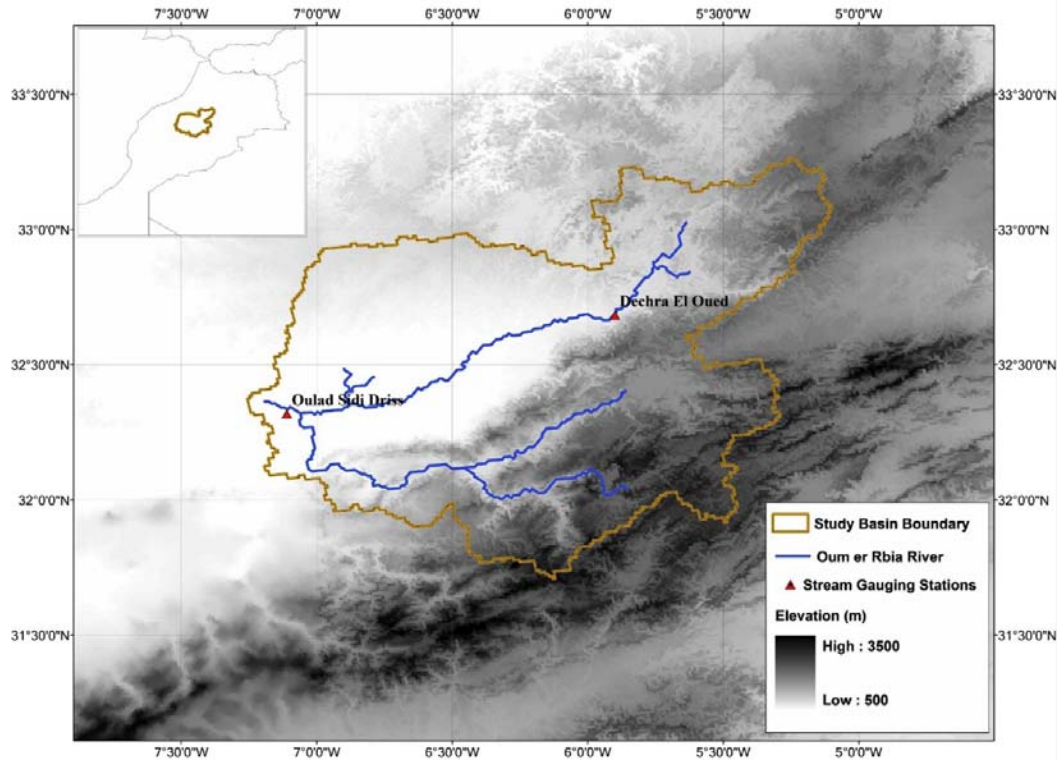 7°30'0"W 7°0'0"W 6°30'0"W 6°0'0"W 5°30'0"W 5°0'0"W
33°30'0"N 33°30'0"N
33°0'0"N 33°0'0"N
Dechra El Oued
32°30'0"N 32°30'0"N
Oulad Sidi Driss
32°0'0"N 32°0'0"N
Study Basin Boundary
Oum er Rbia River
Stream Gauging Stations
Elevation (m)
31°30'0"N 31°30'0"N
High : 3500
Low : 500
7°30'0"W 7°0'0"W 6°30'0"W 6°0'0"W 5°30'0"W 5°0'0"W